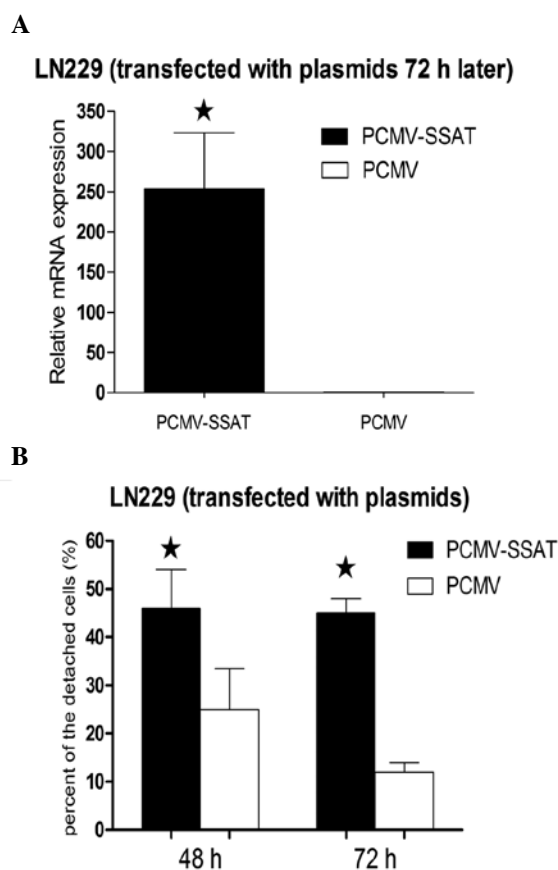 A
LN229 (transfected with plasmids 72 h later)
Relative mRNA expression
350
300
250
200
150
100
50
0
PCMV-SSAT
PCMV
PCMV-SSAT
PCMV
B
LN229 (transfected with plasmids)
percent of the detached cells (%)
60
50
40
30
20
10
0
PCMV-SSAT
PCMV
48 h
72 h